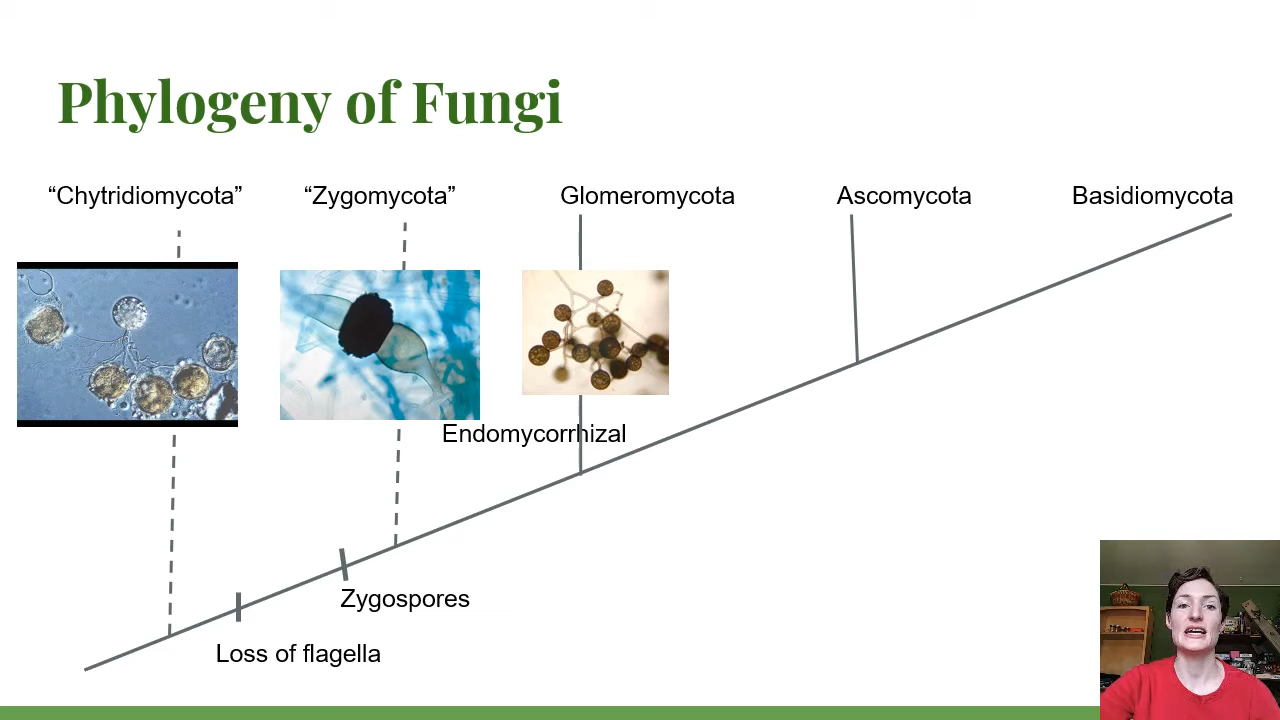 Phylogeny of Fungi
“Chytridiomycota”
“Zygomycota”
Glomeromycota
Ascomycota
Basidiomycota
Endomycorrhizal
Zygospores
Loss of flagella